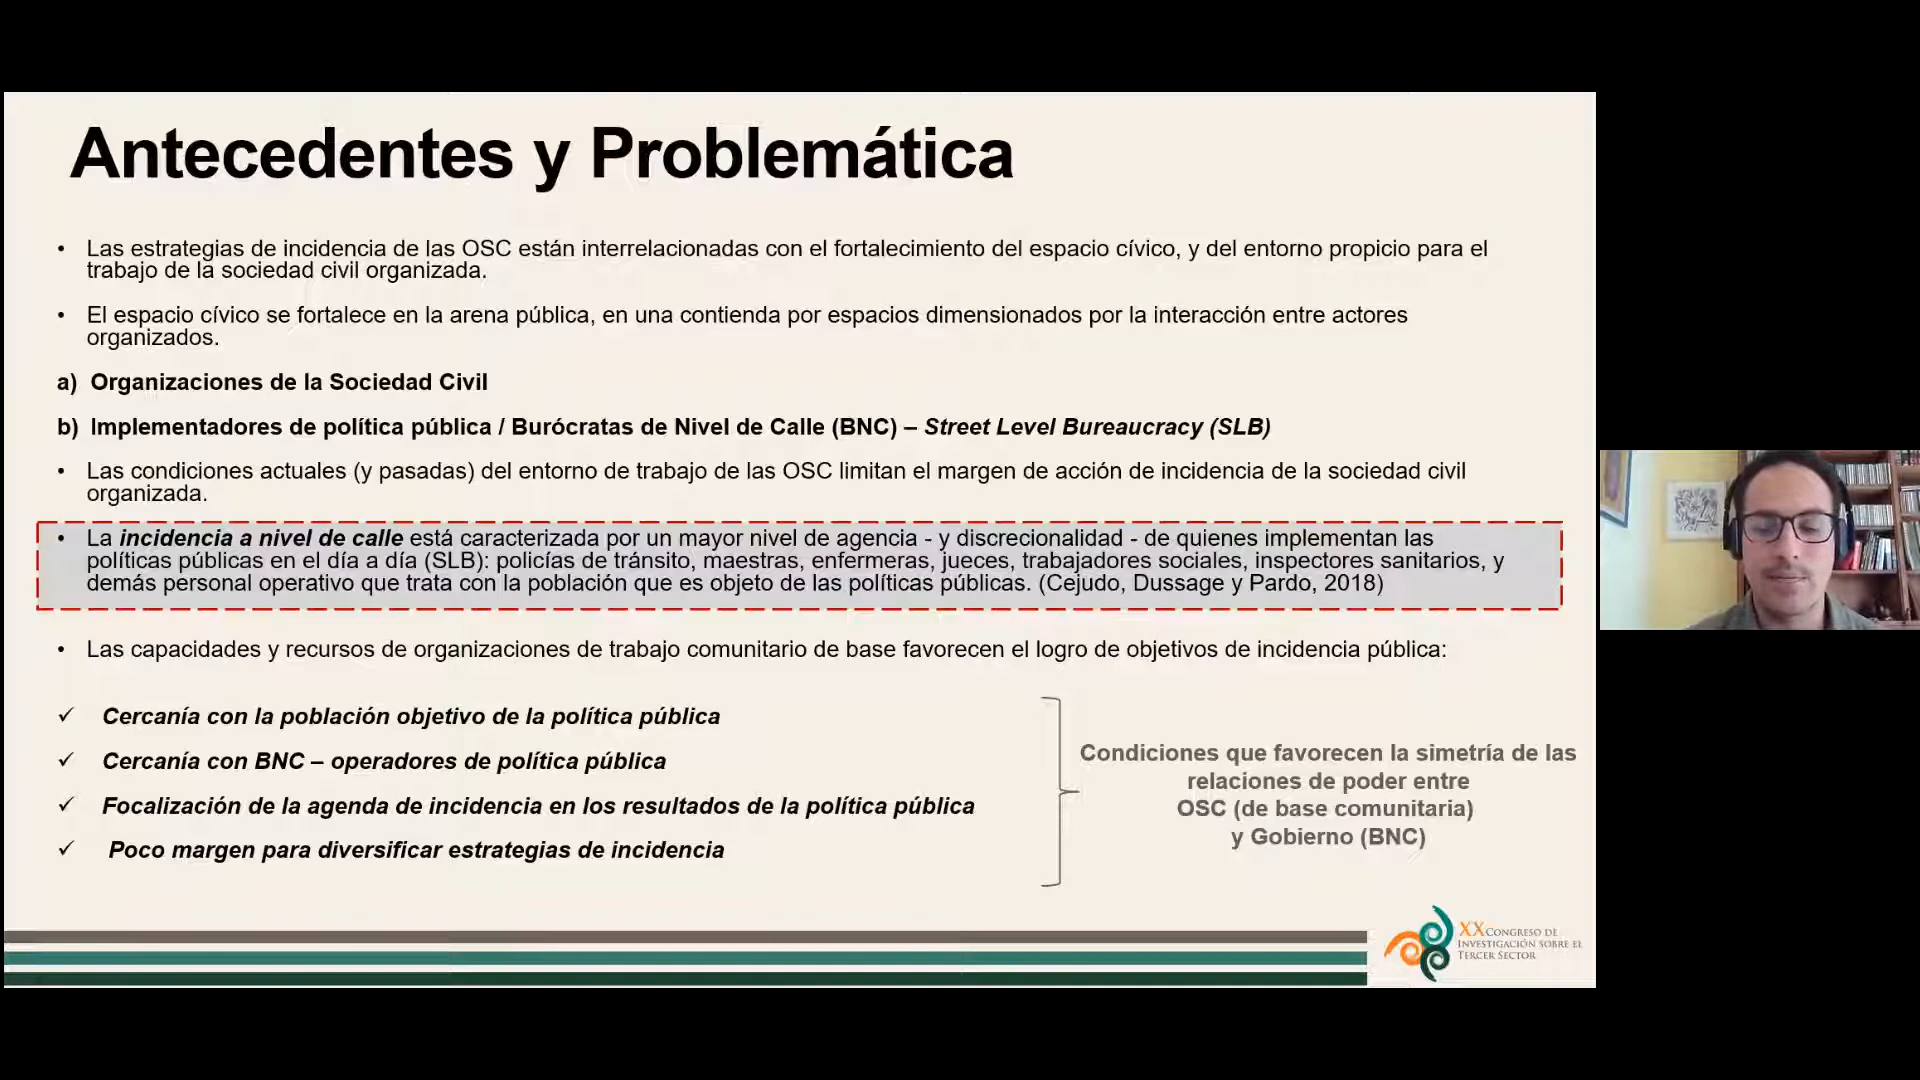 Antecedentes y Problemática
• Las estrategias de incidencia de las OSC están interrelacionadas con el fortalecimiento del espacio cívico, y del entorno propicio para el
trabajo de la sociedad civil organizada.
• El espacio cívico se fortalece en la arena pública, en una contienda por espacios dimensionados por la interacción entre actores
organizados.
a) Organizaciones de la Sociedad Civil
b) Implementadores de política pública / Burócratas de Nivel de Calle (BNC) – Street Level Bureaucracy (SLB)
• Las condiciones actuales (y pasadas) del entorno de trabajo de las OSC limitan el margen de acción de incidencia de la sociedad civil
organizada.
• La incidencia a nivel de calle está caracterizada por un mayor nivel de agencia - y discrecionalidad - de quienes implementan las
políticas públicas en el día a día (SLB): policías de tránsito, maestras, enfermeras, jueces, trabajadores sociales, inspectores sanitarios, y
demás personal operativo que trata con la población que es objeto de las políticas públicas. (Cejudo, Dussage y Pardo, 2018)
• Las capacidades y recursos de organizaciones de trabajo comunitario de base favorecen el logro de objetivos de incidencia pública:
✓ Cercanía con la población objetivo de la política pública
✓ Cercanía con BNC – operadores de política pública
✓ Focalización de la agenda de incidencia en los resultados de la política pública
✓ Poco margen para diversificar estrategias de incidencia
Condiciones que favorecen la simetría de las
relaciones de poder entre
OSC (de base comunitaria)
y Gobierno (BNC)
XX CONGRESO DE
INVESTIGACIÓN SOBRE EL
TERCER SECTOR